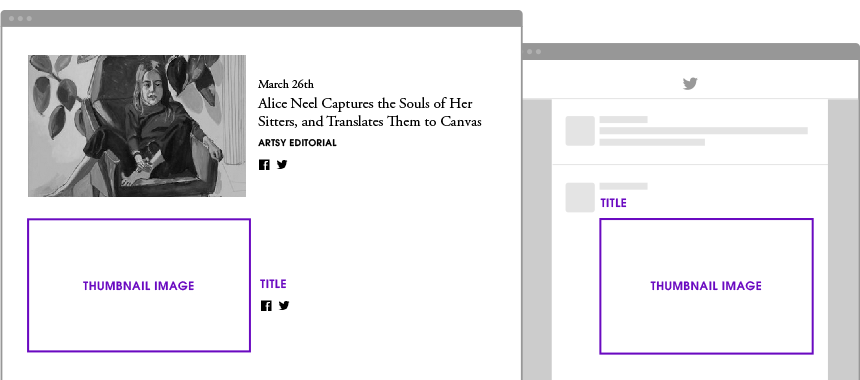 March 26th
Alice Neel Captures the Souls of Her
Sitters, and Translates Them to Canvas
ARTSY EDITORIAL
THUMBNAIL IMAGE
TITLE
TITLE
THUMBNAIL IMAGE